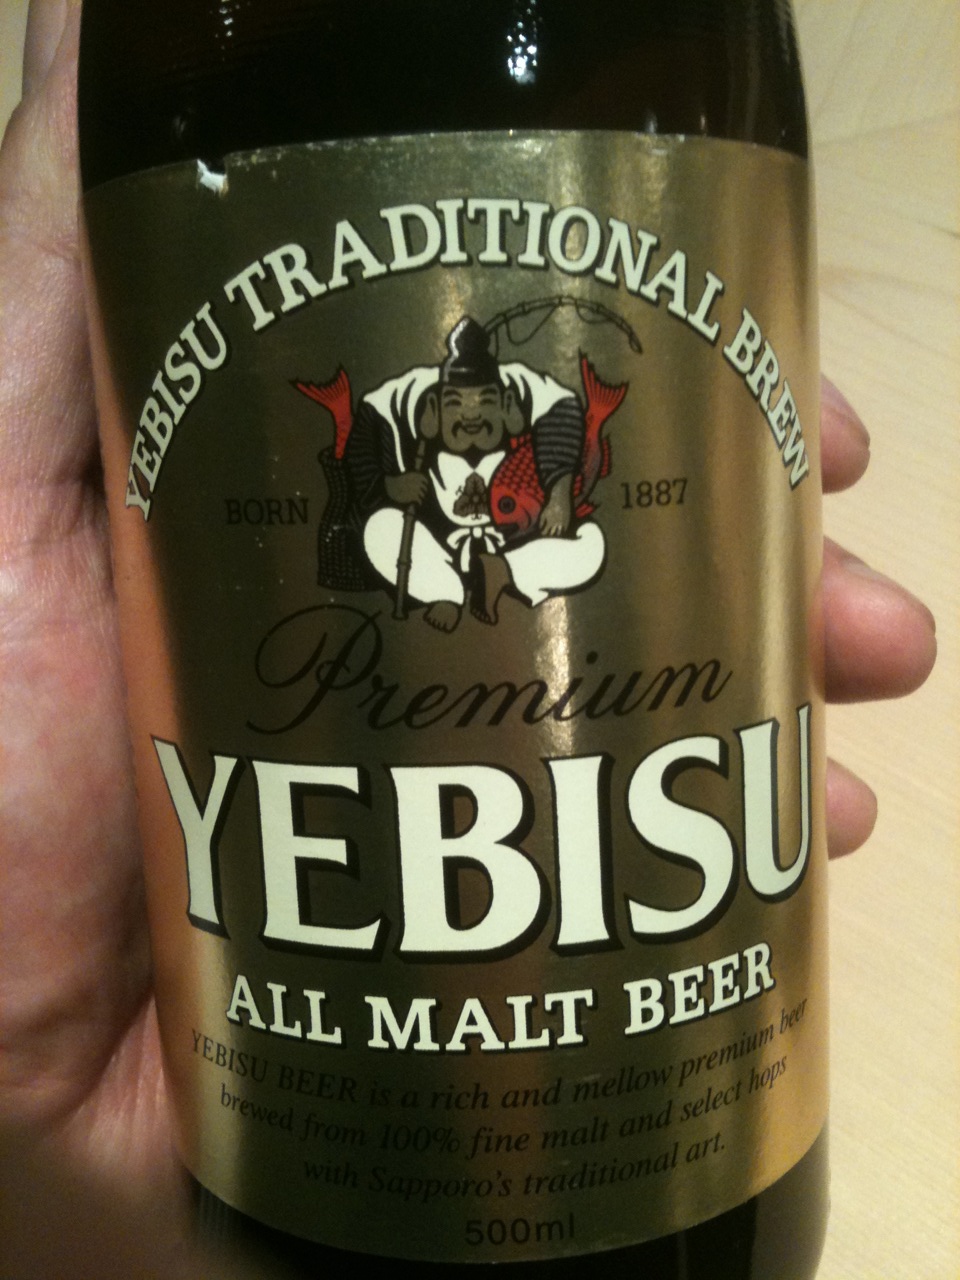 YEBISU TRADITIONAL BREW
BORN 1887
Premium
YEBISU
ALL MALT BEER
YEBISU BEER is a rich and mellow premium beer
brewed from 100% fine malt and select hops
with Sapporo's traditional art.
500ml